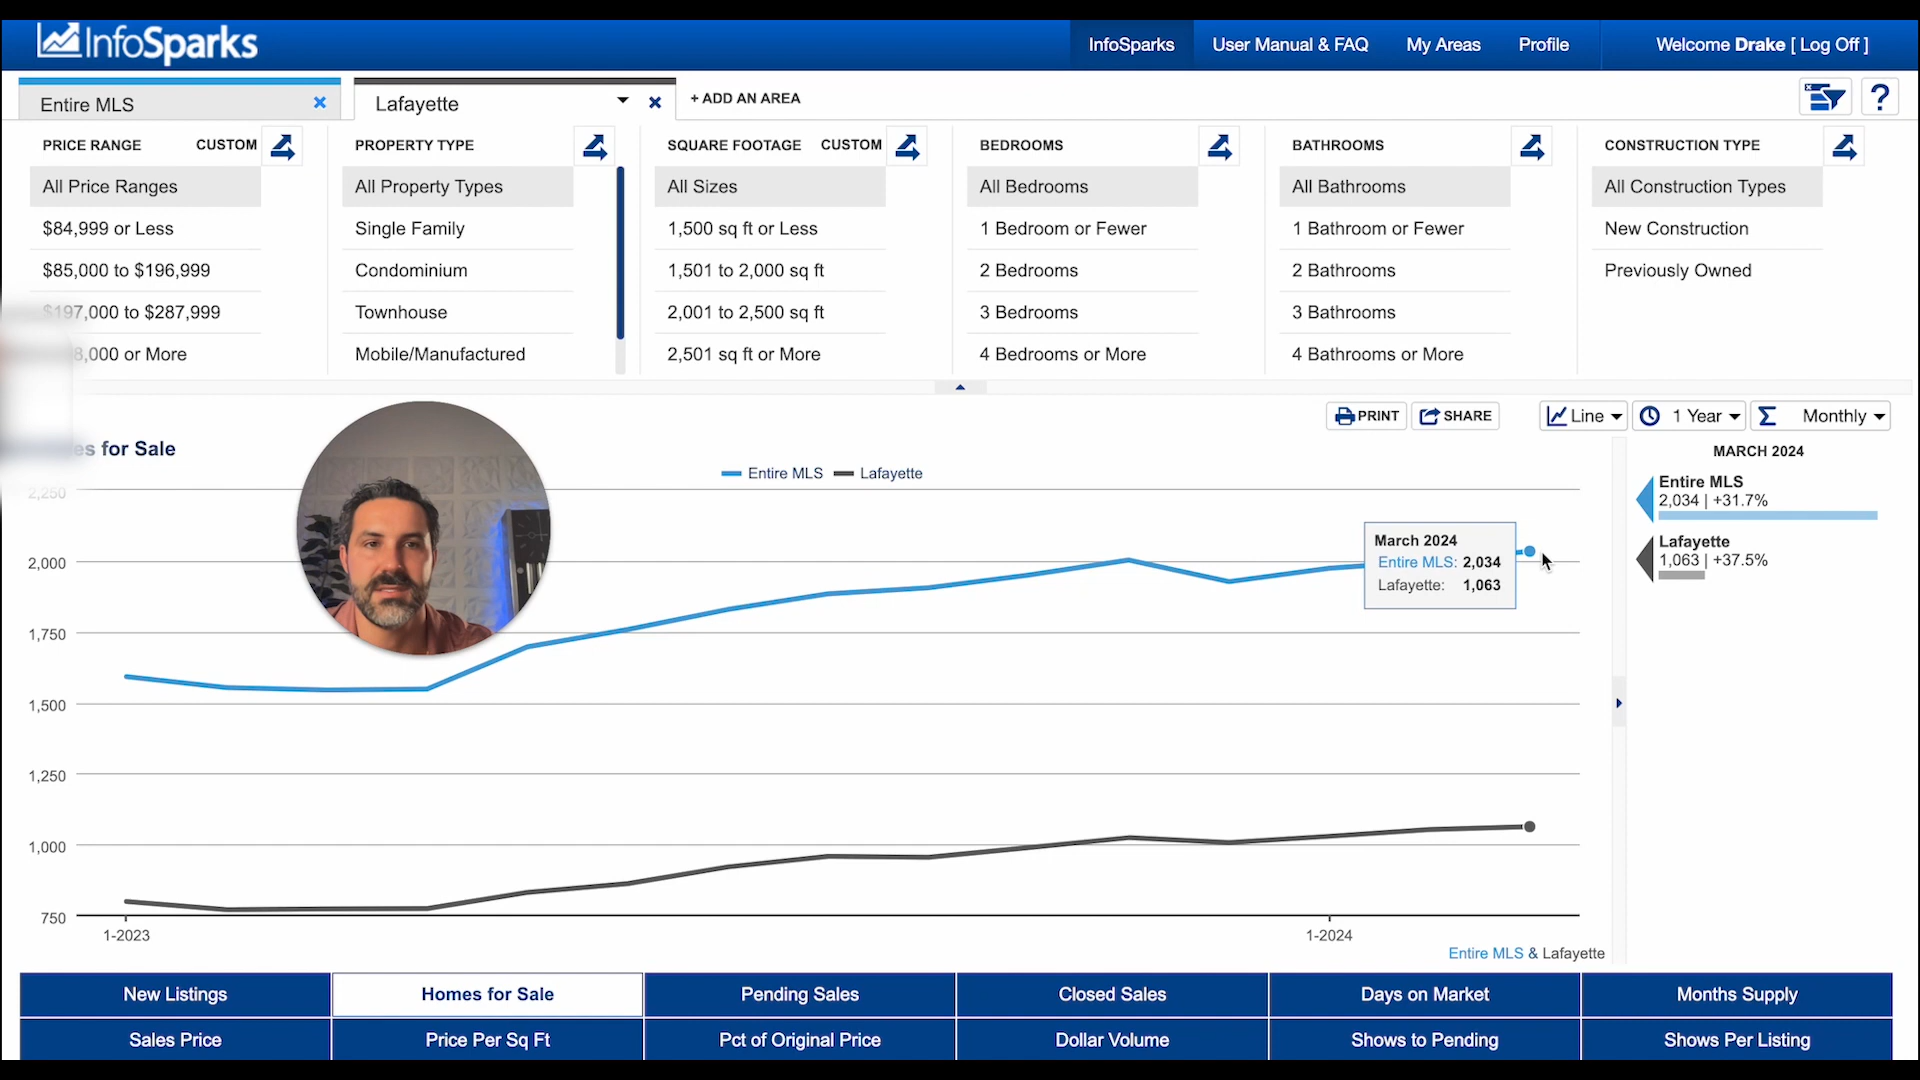 InfoSparks
InfoSparks User Manual & FAQ My Areas Profile Welcome Drake [ Log Off ]
Entire MLS Lafayette + ADD AN AREA ?
PRICE RANGE CUSTOM
All Price Ranges
$84,999 or Less
$85,000 to $196,999
$197,000 to $287,999
8,000 or More
PROPERTY TYPE
All Property Types
Single Family
Condominium
Townhouse
Mobile/Manufactured
SQUARE FOOTAGE CUSTOM
All Sizes
1,500 sq ft or Less
1,501 to 2,000 sq ft
2,001 to 2,500 sq ft
2,501 sq ft or More
BEDROOMS
All Bedrooms
1 Bedroom or Fewer
2 Bedrooms
3 Bedrooms
4 Bedrooms or More
BATHROOMS
All Bathrooms
1 Bathroom or Fewer
2 Bathrooms
3 Bathrooms
4 Bathrooms or More
CONSTRUCTION TYPE
All Construction Types
New Construction
Previously Owned
PRINT SHARE Line 1 Year Σ Monthly
es for Sale
Entire MLS Lafayette
2,250
2,000
1,750
1,500
1,250
1,000
750
1-2023 1-2024
March 2024
Entire MLS: 2,034
Lafayette: 1,063
Entire MLS & Lafayette
MARCH 2024
Entire MLS
2,034 | +31.7%
Lafayette
1,063 | +37.5%
New Listings Homes for Sale Pending Sales Closed Sales Days on Market Months Supply
Sales Price Price Per Sq Ft Pct of Original Price Dollar Volume Shows to Pending Shows Per Listing